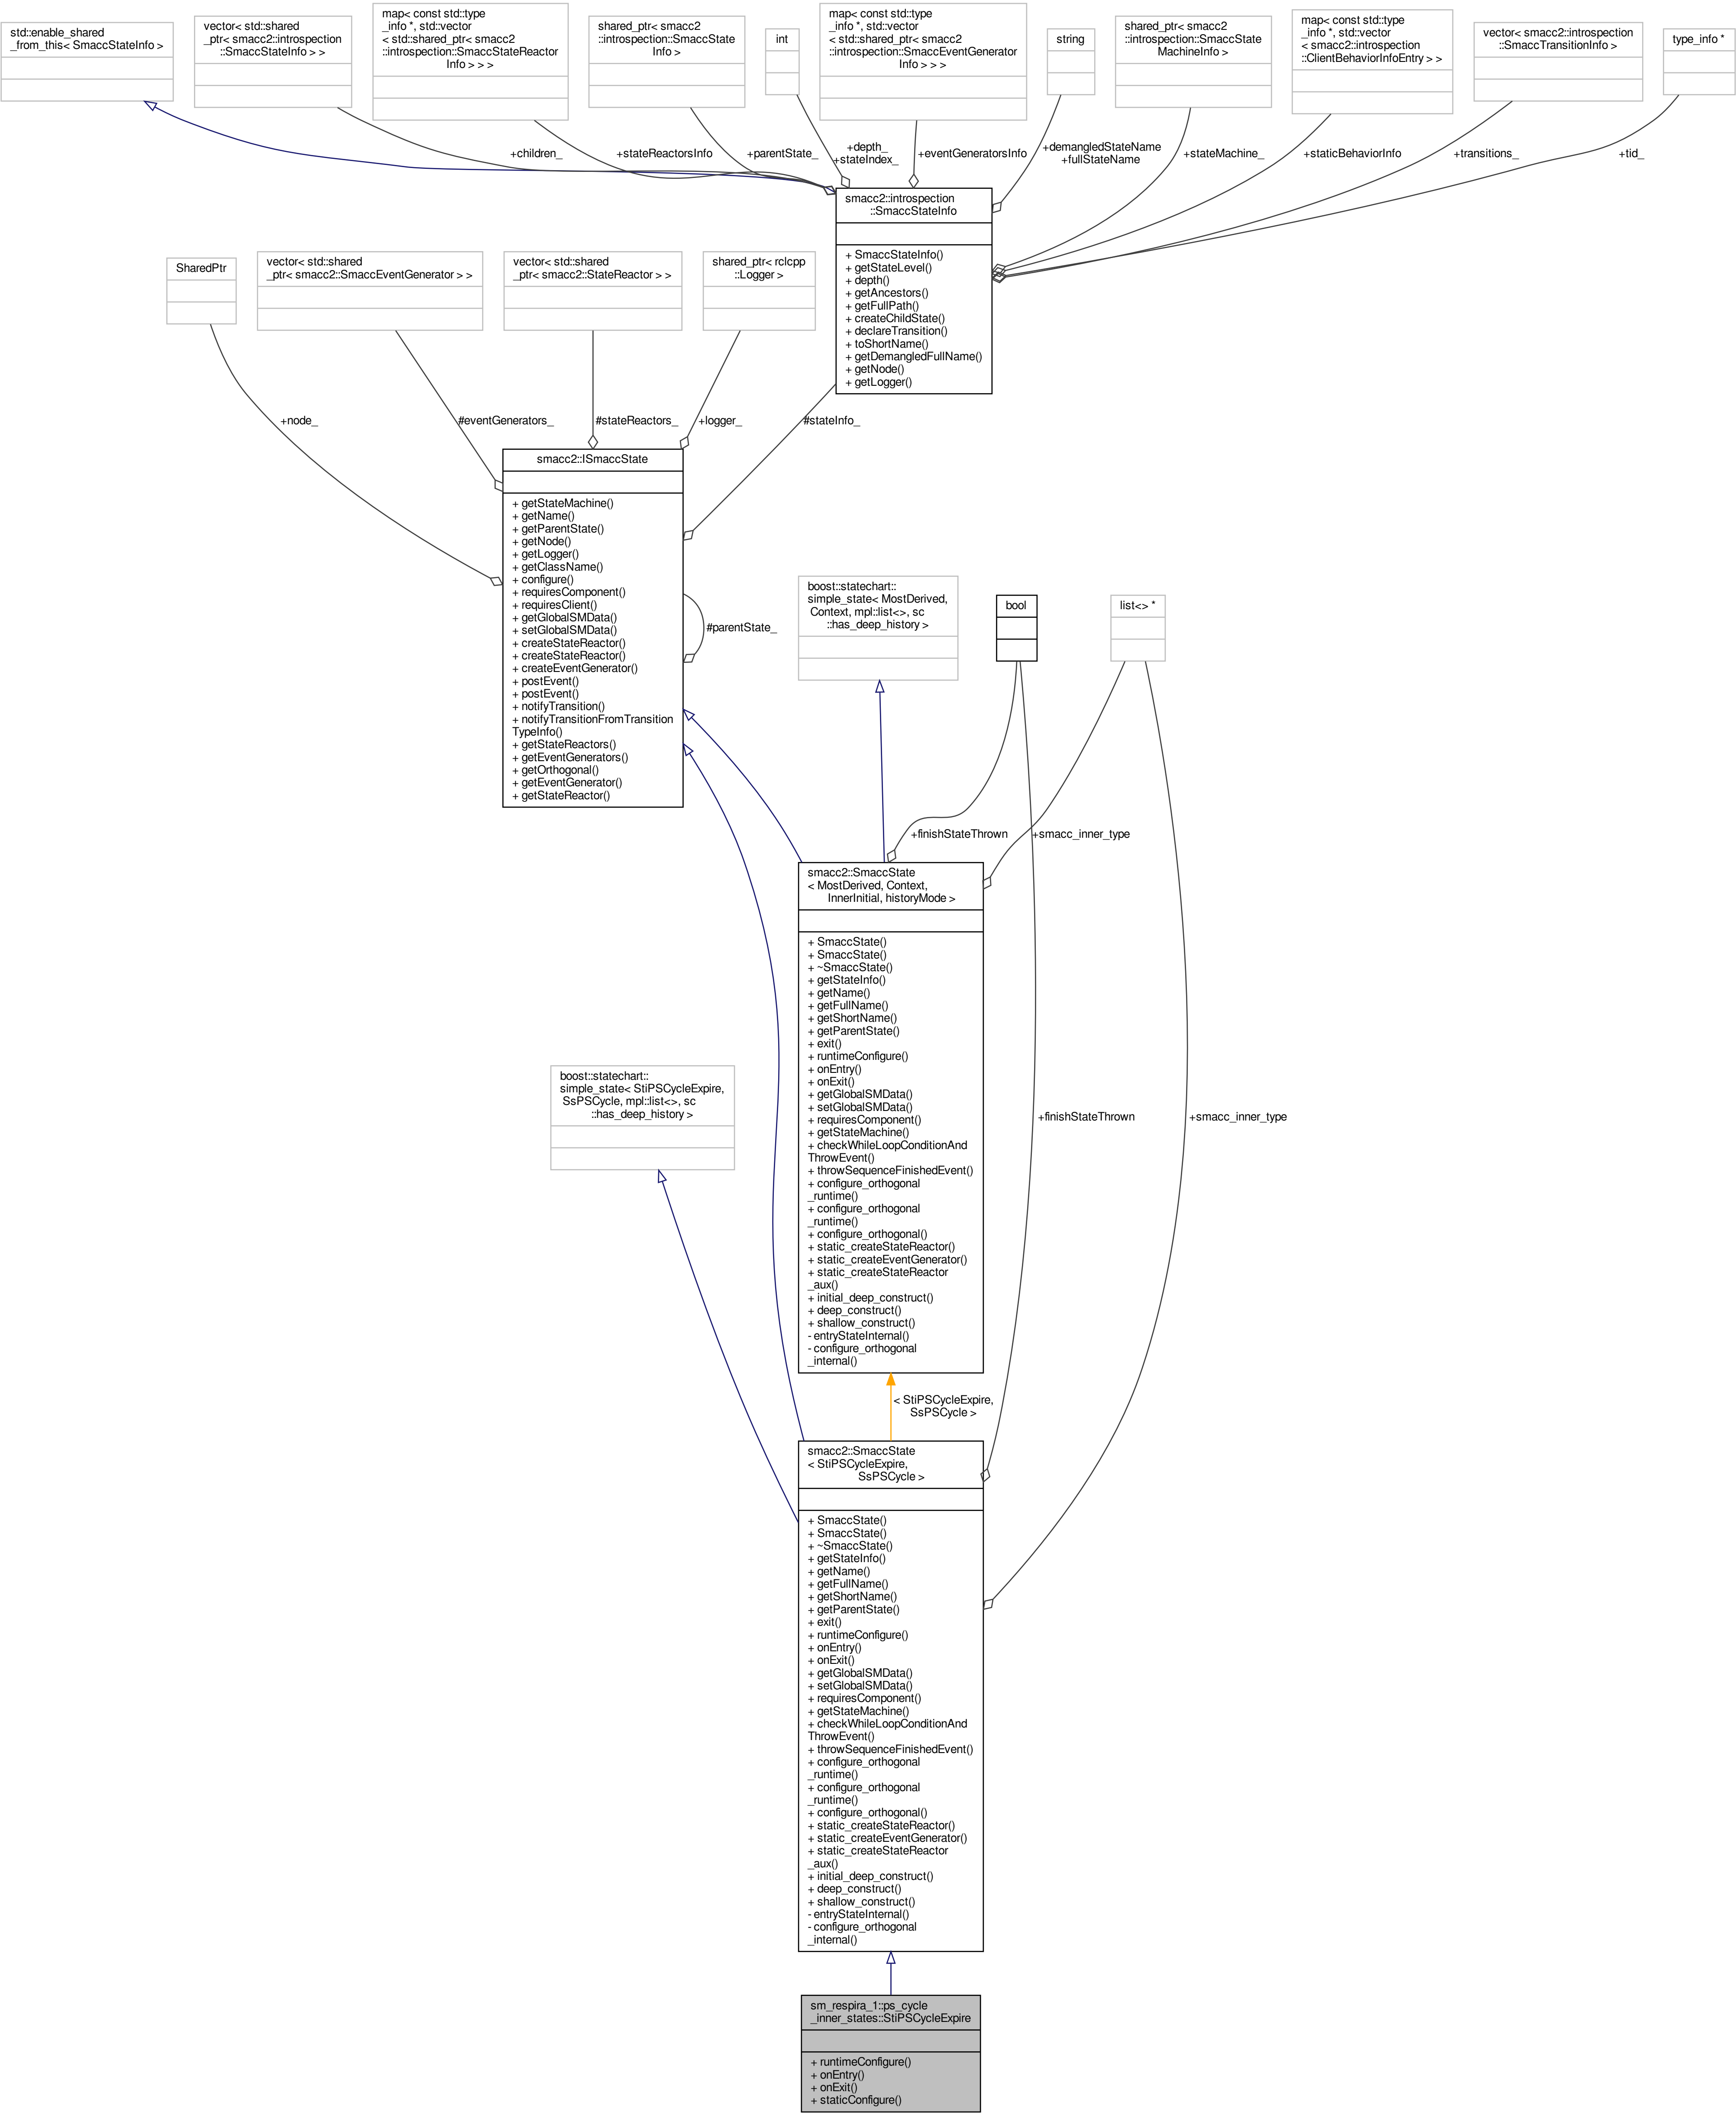 std::enable_shared
_from_this< SmaccStateInfo >
vector< std::shared
_ptr< smacc2::introspection
::SmaccStateInfo > >
map< const std::type
_info *, std::vector
< std::shared_ptr< smacc2
::introspection::SmaccStateReactor
Info > > >
shared_ptr< smacc2
::introspection::SmaccState
Info >
int
map< const std::type
_info *, std::vector
< std::shared_ptr< smacc2
::introspection::SmaccEventGenerator
Info > > >
string
shared_ptr< smacc2
::introspection::SmaccState
MachineInfo >
map< const std::type
_info *, std::vector
< smacc2::introspection
::ClientBehaviorInfoEntry > >
vector< smacc2::introspection
::SmaccTransitionInfo >
type_info *
+children_
+stateReactorsInfo
+parentState_
+depth_
+stateIndex_
+eventGeneratorsInfo
+demangledStateName
+fullStateName
+stateMachine_
+staticBehaviorInfo
+transitions_
+tid_
smacc2::introspection
::SmaccStateInfo
+ SmaccStateInfo()
+ getStateLevel()
+ depth()
+ getAncestors()
+ getFullPath()
+ createChildState()
+ declareTransition()
+ toShortName()
+ getDemangledFullName()
+ getNode()
+ getLogger()
SharedPtr
vector< std::shared
_ptr< smacc2::SmaccEventGenerator > >
vector< std::shared
_ptr< smacc2::StateReactor > >
shared_ptr< rclcpp
::Logger >
+node_
#eventGenerators_
#stateReactors_
+logger_
#stateInfo_
smacc2::ISmaccState
+ getStateMachine()
+ getName()
+ getParentState()
+ getNode()
+ getLogger()
+ getClassName()
+ configure()
+ requiresComponent()
+ requiresClient()
+ getGlobalSMData()
+ setGlobalSMData()
+ createStateReactor()
+ createStateReactor()
+ createEventGenerator()
+ postEvent()
+ postEvent()
+ notifyTransition()
+ notifyTransitionFromTransition
TypeInfo()
+ getStateReactors()
+ getEventGenerators()
+ getOrthogonal()
+ getEventGenerator()
+ getStateReactor()
#parentState_
boost::statechart::
simple_state< MostDerived,
Context, mpl::list<>, sc
::has_deep_history >
bool
list<> *
+finishStateThrown
+smacc_inner_type
smacc2::SmaccState
< MostDerived, Context,
InnerInitial, historyMode >
+ SmaccState()
+ SmaccState()
+ ~SmaccState()
+ getStateInfo()
+ getName()
+ getFullName()
+ getShortName()
+ getParentState()
+ exit()
+ runtimeConfigure()
+ onEntry()
+ onExit()
+ getGlobalSMData()
+ setGlobalSMData()
+ requiresComponent()
+ getStateMachine()
+ checkWhileLoopConditionAnd
ThrowEvent()
+ throwSequenceFinishedEvent()
+ configure_orthogonal
_runtime()
+ configure_orthogonal
_runtime()
+ configure_orthogonal()
+ static_createStateReactor()
+ static_createEventGenerator()
+ static_createStateReactor
_aux()
+ initial_deep_construct()
+ deep_construct()
+ shallow_construct()
- entryStateInternal()
- configure_orthogonal
_internal()
boost::statechart::
simple_state< StiPSCycleExpire,
SsPSCycle, mpl::list<>, sc
::has_deep_history >
+finishStateThrown
+smacc_inner_type
< StiPSCycleExpire,
SsPSCycle >
smacc2::SmaccState
< StiPSCycleExpire,
SsPSCycle >
+ SmaccState()
+ SmaccState()
+ ~SmaccState()
+ getStateInfo()
+ getName()
+ getFullName()
+ getShortName()
+ getParentState()
+ exit()
+ runtimeConfigure()
+ onEntry()
+ onExit()
+ getGlobalSMData()
+ setGlobalSMData()
+ requiresComponent()
+ getStateMachine()
+ checkWhileLoopConditionAnd
ThrowEvent()
+ throwSequenceFinishedEvent()
+ configure_orthogonal
_runtime()
+ configure_orthogonal
_runtime()
+ configure_orthogonal()
+ static_createStateReactor()
+ static_createEventGenerator()
+ static_createStateReactor
_aux()
+ initial_deep_construct()
+ deep_construct()
+ shallow_construct()
- entryStateInternal()
- configure_orthogonal
_internal()
sm_respira_1::ps_cycle
_inner_states::StiPSCycleExpire
+ runtimeConfigure()
+ onEntry()
+ onExit()
+ staticConfigure()